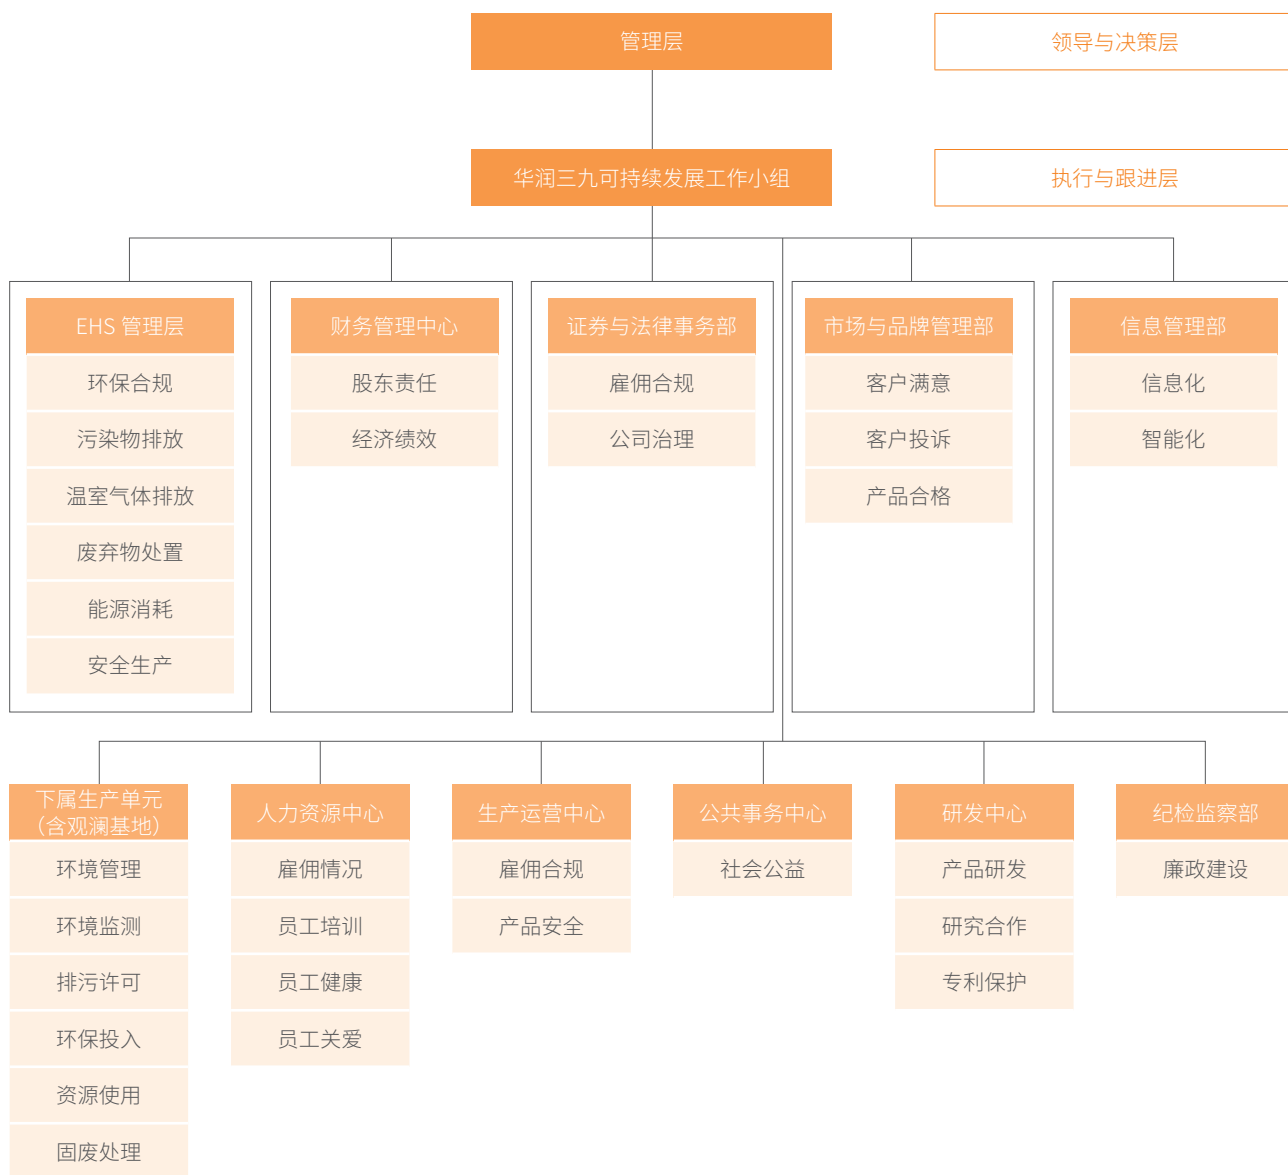 管理层
领导与决策层
华润三九可持续发展工作小组
执行与跟进层
EHS 管理层
环保合规
污染物排放
温室气体排放
废弃物处置
能源消耗
安全生产
财务管理中心
股东责任
经济绩效
证券与法律事务部
雇佣合规
公司治理
市场与品牌管理部
客户满意
客户投诉
产品合格
信息管理部
信息化
智能化
下属生产单元
（含观澜基地）
环境管理
环境监测
排污许可
环保投入
资源使用
固废处理
人力资源中心
雇佣情况
员工培训
员工健康
员工关爱
生产运营中心
雇佣合规
产品安全
公共事务中心
社会公益
研发中心
产品研发
研究合作
专利保护
纪检监察部
廉政建设